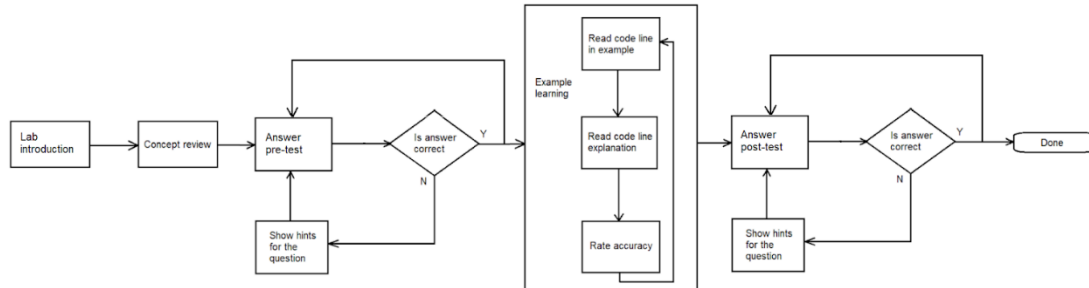 Lab
introduction
Concept review
Answer
pre-test
Is answer
correct
Y
N
Show hints
for the
question
Example
learning
Read code line
in example
Read code line
explanation
Rate accuracy
Answer
post-test
Is answer
correct
Y
N
Show hints
for the
question
Done